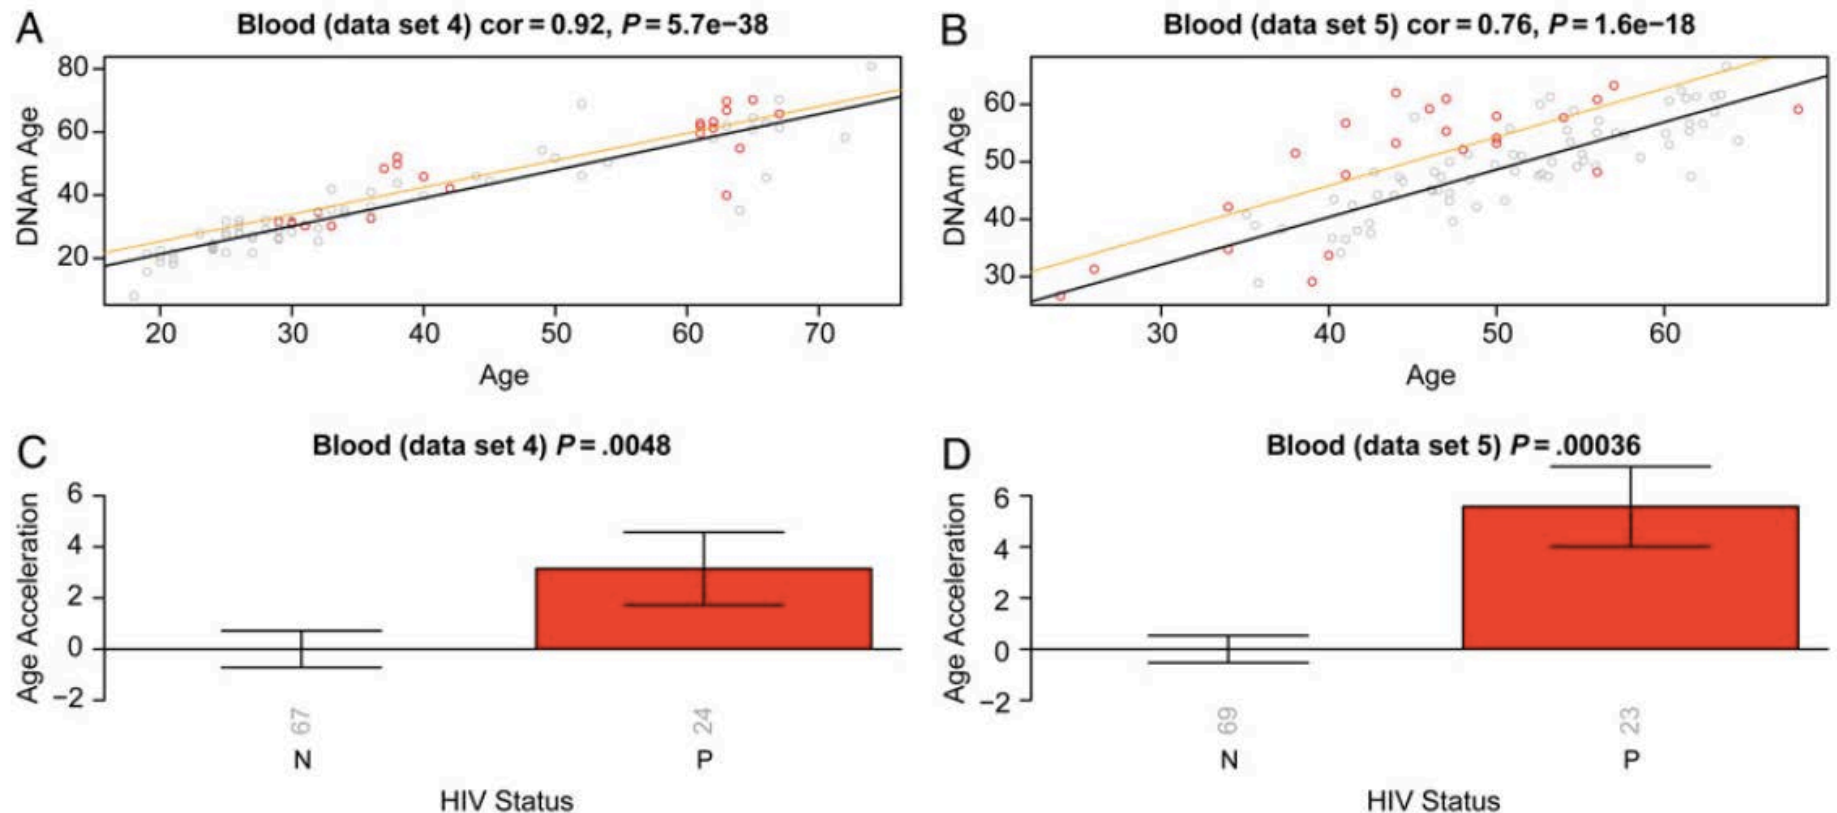 A
Blood (data set 4) cor = 0.92, P = 5.7e−38
DNAm Age
80
60
40
20
20 30 40 50 60 70
Age
B
Blood (data set 5) cor = 0.76, P = 1.6e−18
DNAm Age
60
50
40
30
30 40 50 60
Age
C
Blood (data set 4) P = .0048
Age Acceleration
6
4
2
0
−2
67 24
N P
HIV Status
D
Blood (data set 5) P = .00036
Age Acceleration
6
4
2
0
−2
69 23
N P
HIV Status